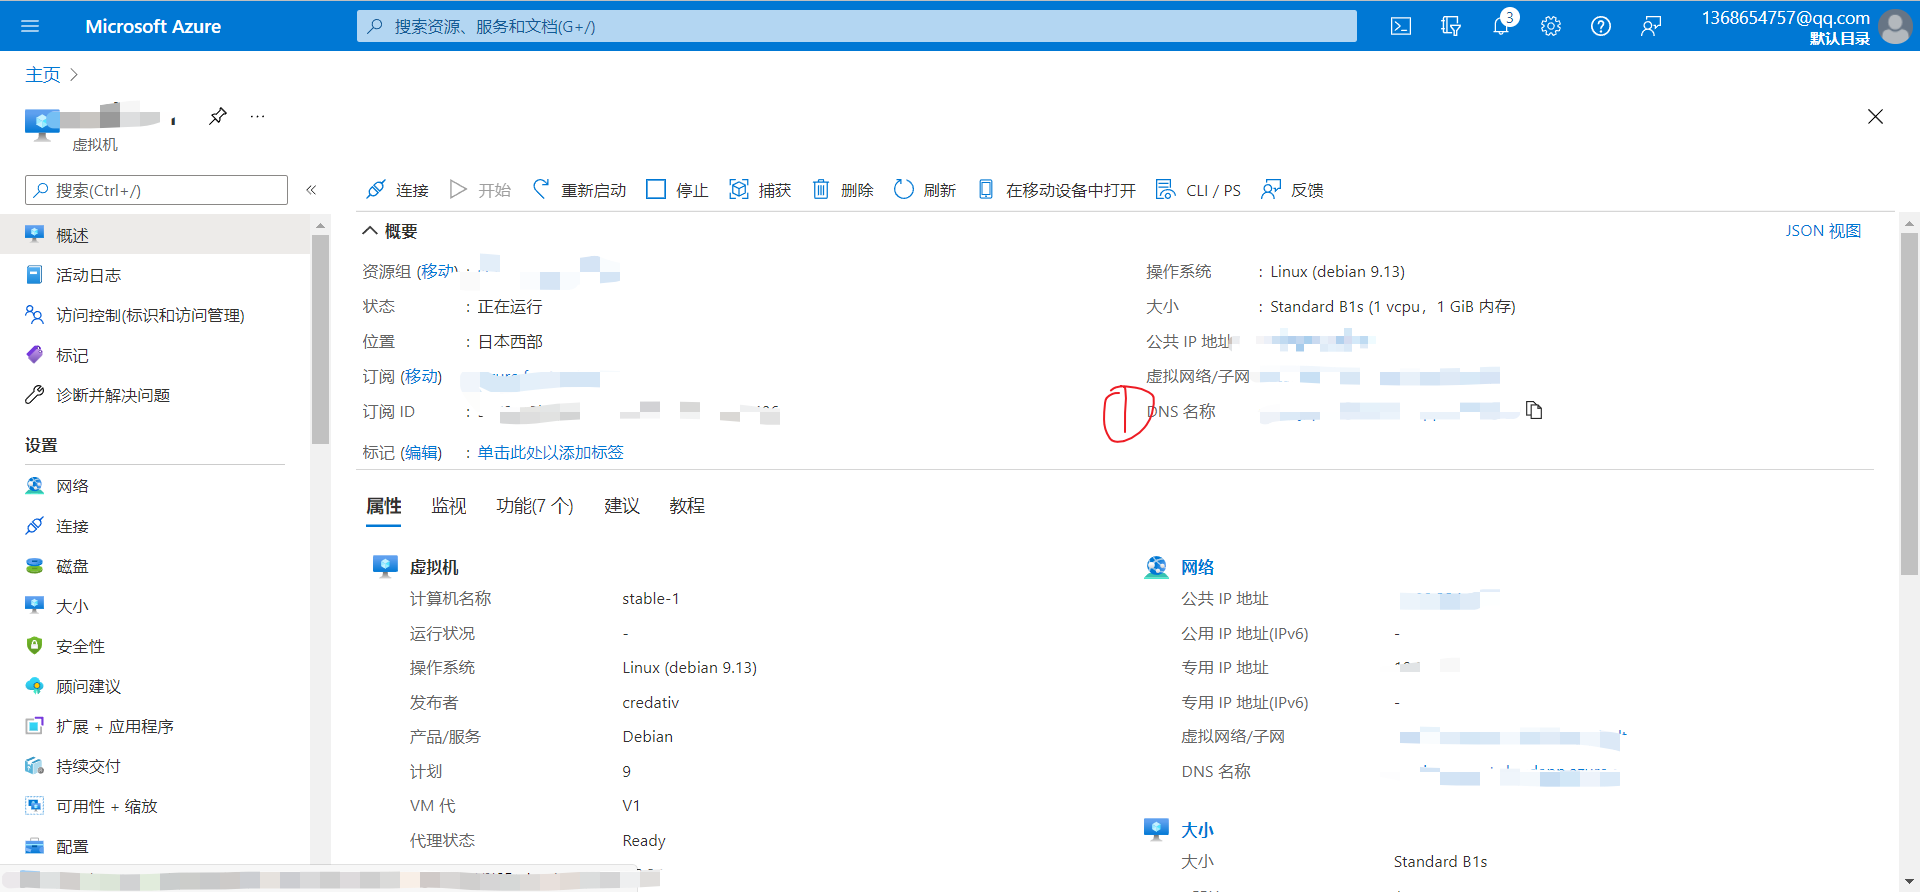 Microsoft Azure
搜索资源、服务和文档(G+/)
3
1368654757@qq.com
默认目录
主页
虚拟机
搜索(Ctrl+/)
连接
开始
重新启动
停止
捕获
删除
刷新
在移动设备中打开
CLI / PS
反馈
概述
活动日志
访问控制(标识和访问管理)
标记
诊断并解决问题
设置
网络
连接
磁盘
大小
安全性
顾问建议
扩展 + 应用程序
持续交付
可用性 + 缩放
配置
概要
JSON 视图
资源组 (移动) :
状态 : 正在运行
位置 : 日本西部
订阅 (移动)
订阅 ID :
标记 (编辑) : 单击此处以添加标签
操作系统 : Linux (debian 9.13)
大小 : Standard B1s (1 vcpu，1 GiB 内存)
公共 IP 地址
虚拟网络/子网
DNS 名称
属性
监视
功能(7 个)
建议
教程
虚拟机
计算机名称 stable-1
运行状况 -
操作系统 Linux (debian 9.13)
发布者 credativ
产品/服务 Debian
计划 9
VM 代 V1
代理状态 Ready
网络
公共 IP 地址
公用 IP 地址(IPv6) -
专用 IP 地址
专用 IP 地址(IPv6) -
虚拟网络/子网
DNS 名称
大小
大小 Standard B1s